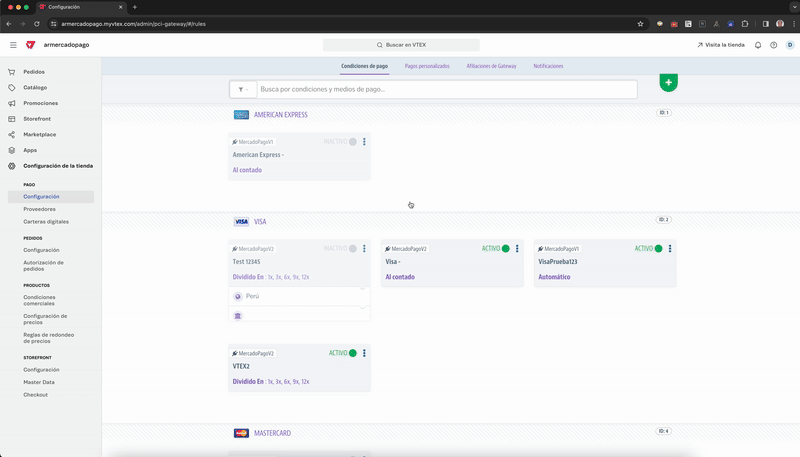 Configuración
armercadopago.myvtex.com/admin/pci-gateway/#/rules
armercadopago
Buscar en VTEX
Visita la tienda
D
Pedidos
Catálogo
Promociones
Storefront
Marketplace
Apps
Configuración de la tienda
PAGO
Configuración
Proveedores
Carteras digitales
PEDIDOS
Configuración
Autorización de
pedidos
PRODUCTOS
Condiciones
comerciales
Configuración de
precios
Reglas de redondeo
de precios
STOREFRONT
Configuración
Master Data
Checkout
Condiciones de pago
Pagos personalizados
Afiliaciones de Gateway
Notificaciones
Busca por condiciones y medios de pago...
AMERICAN EXPRESS
ID: 1
MercadoPagoV1
INACTIVO
American Express -
Al contado
VISA
VISA
ID: 2
MercadoPagoV2
INACTIVO
Test 12345
Dividido En : 1x, 3x, 6x, 9x, 12x
Perú
MercadoPagoV2
ACTIVO
Visa -
Al contado
MercadoPagoV1
ACTIVO
VisaPrueba123
Automático
MercadoPagoV2
ACTIVO
VTEX2
Dividido En : 1x, 3x, 6x, 9x, 12x
MASTERCARD
ID: 4